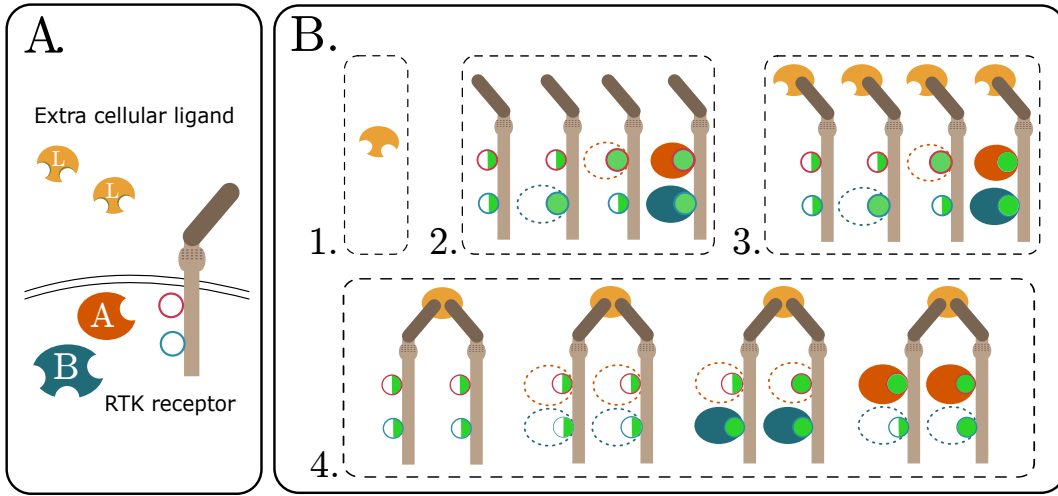 A.
Extra cellular ligand
L
L
A
B
RTK receptor
B.
1.
2.
3.
4.